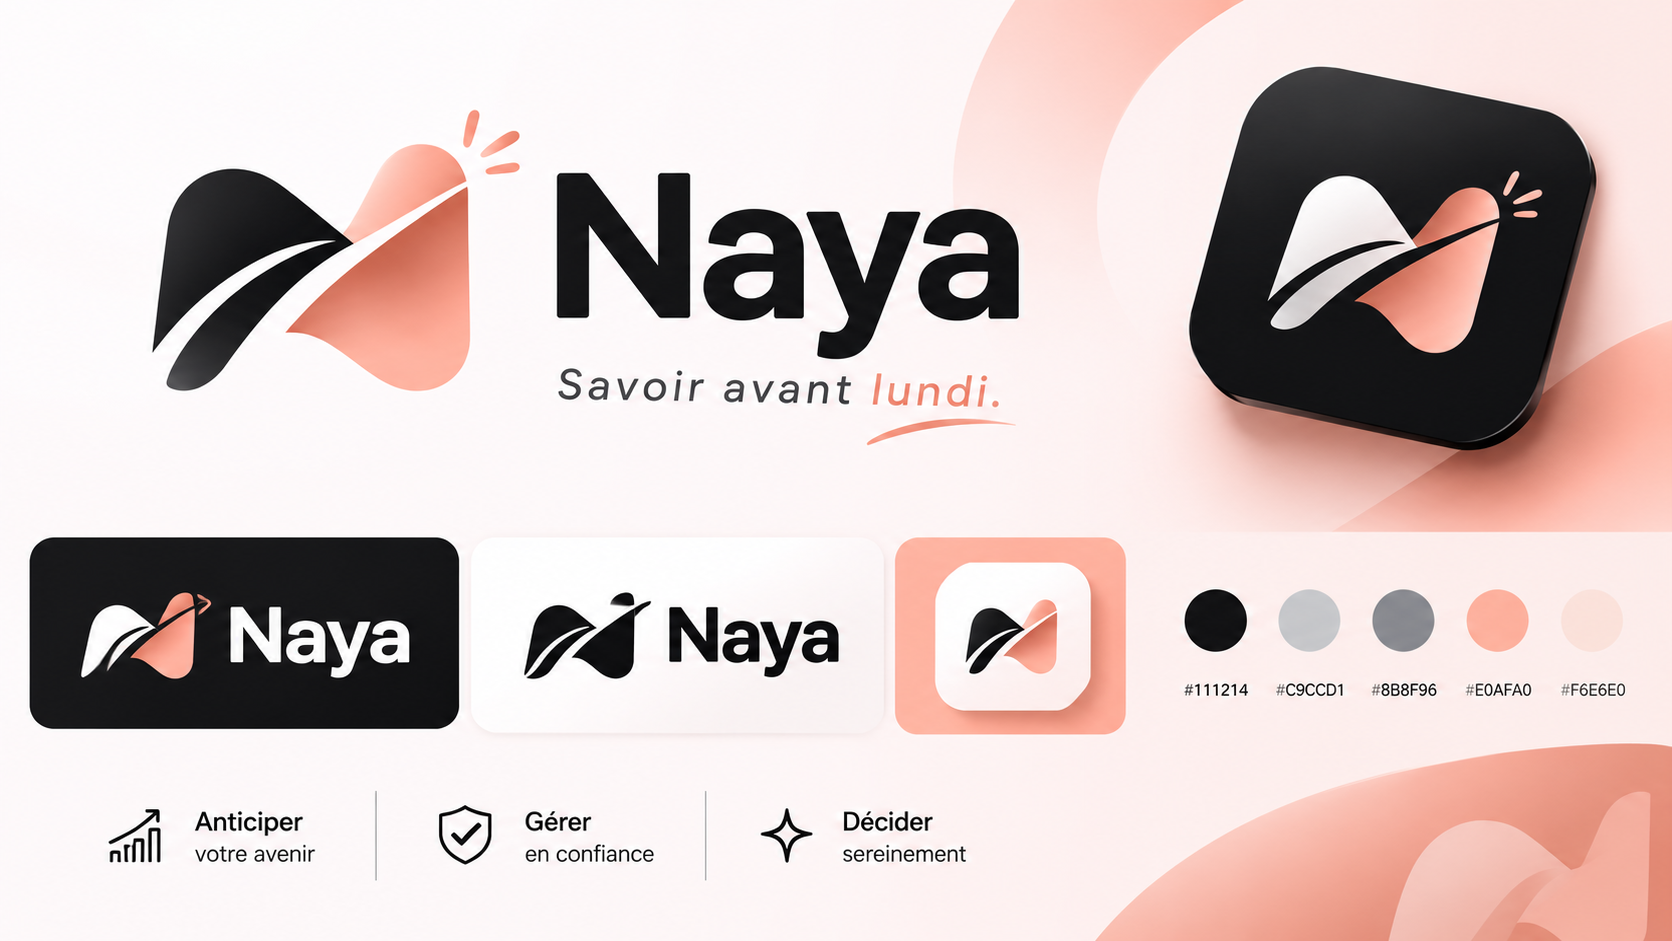 Naya
Savoir avant lundi.
Naya
Naya
#111214
#C9CCD1
#8B8F96
#E0AFA0
#F6E6E0
Anticiper
votre avenir
Gérer
en confiance
Décider
sereinement